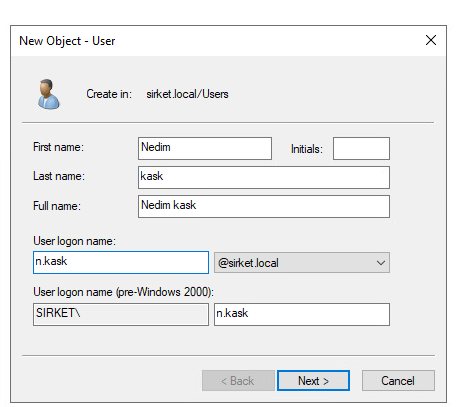 New Object - User
Create in: sirket.local/Users
First name: Nedim Initials:
Last name: kask
Full name: Nedim kask
User logon name:
n.kask @sirket.local
User logon name (pre-Windows 2000):
SIRKET\ n.kask
< Back Next > Cancel